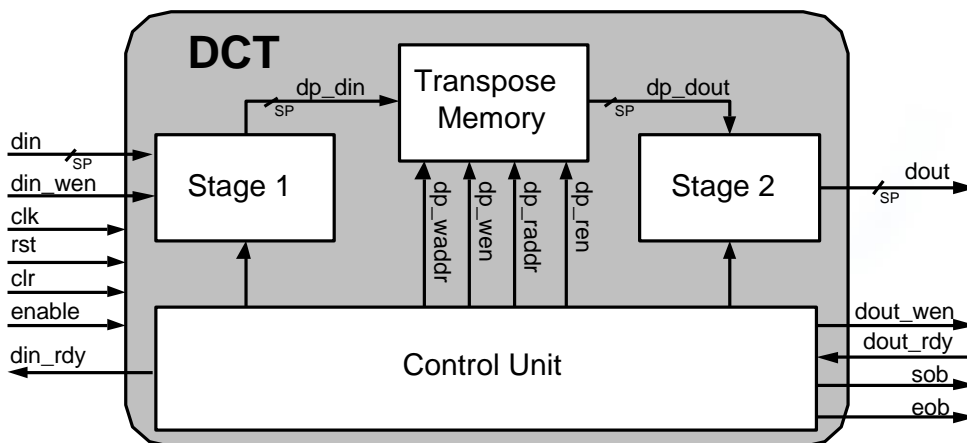 DCT
dp_din
SP
Transpose
Memory
dp_dout
SP
din
SP
din_wen
clk
rst
clr
enable
din_rdy
Stage 1
dp_waddr
dp_wen
dp_raddr
dp_ren
Stage 2
dout
SP
Control Unit
dout_wen
dout_rdy
sob
eob